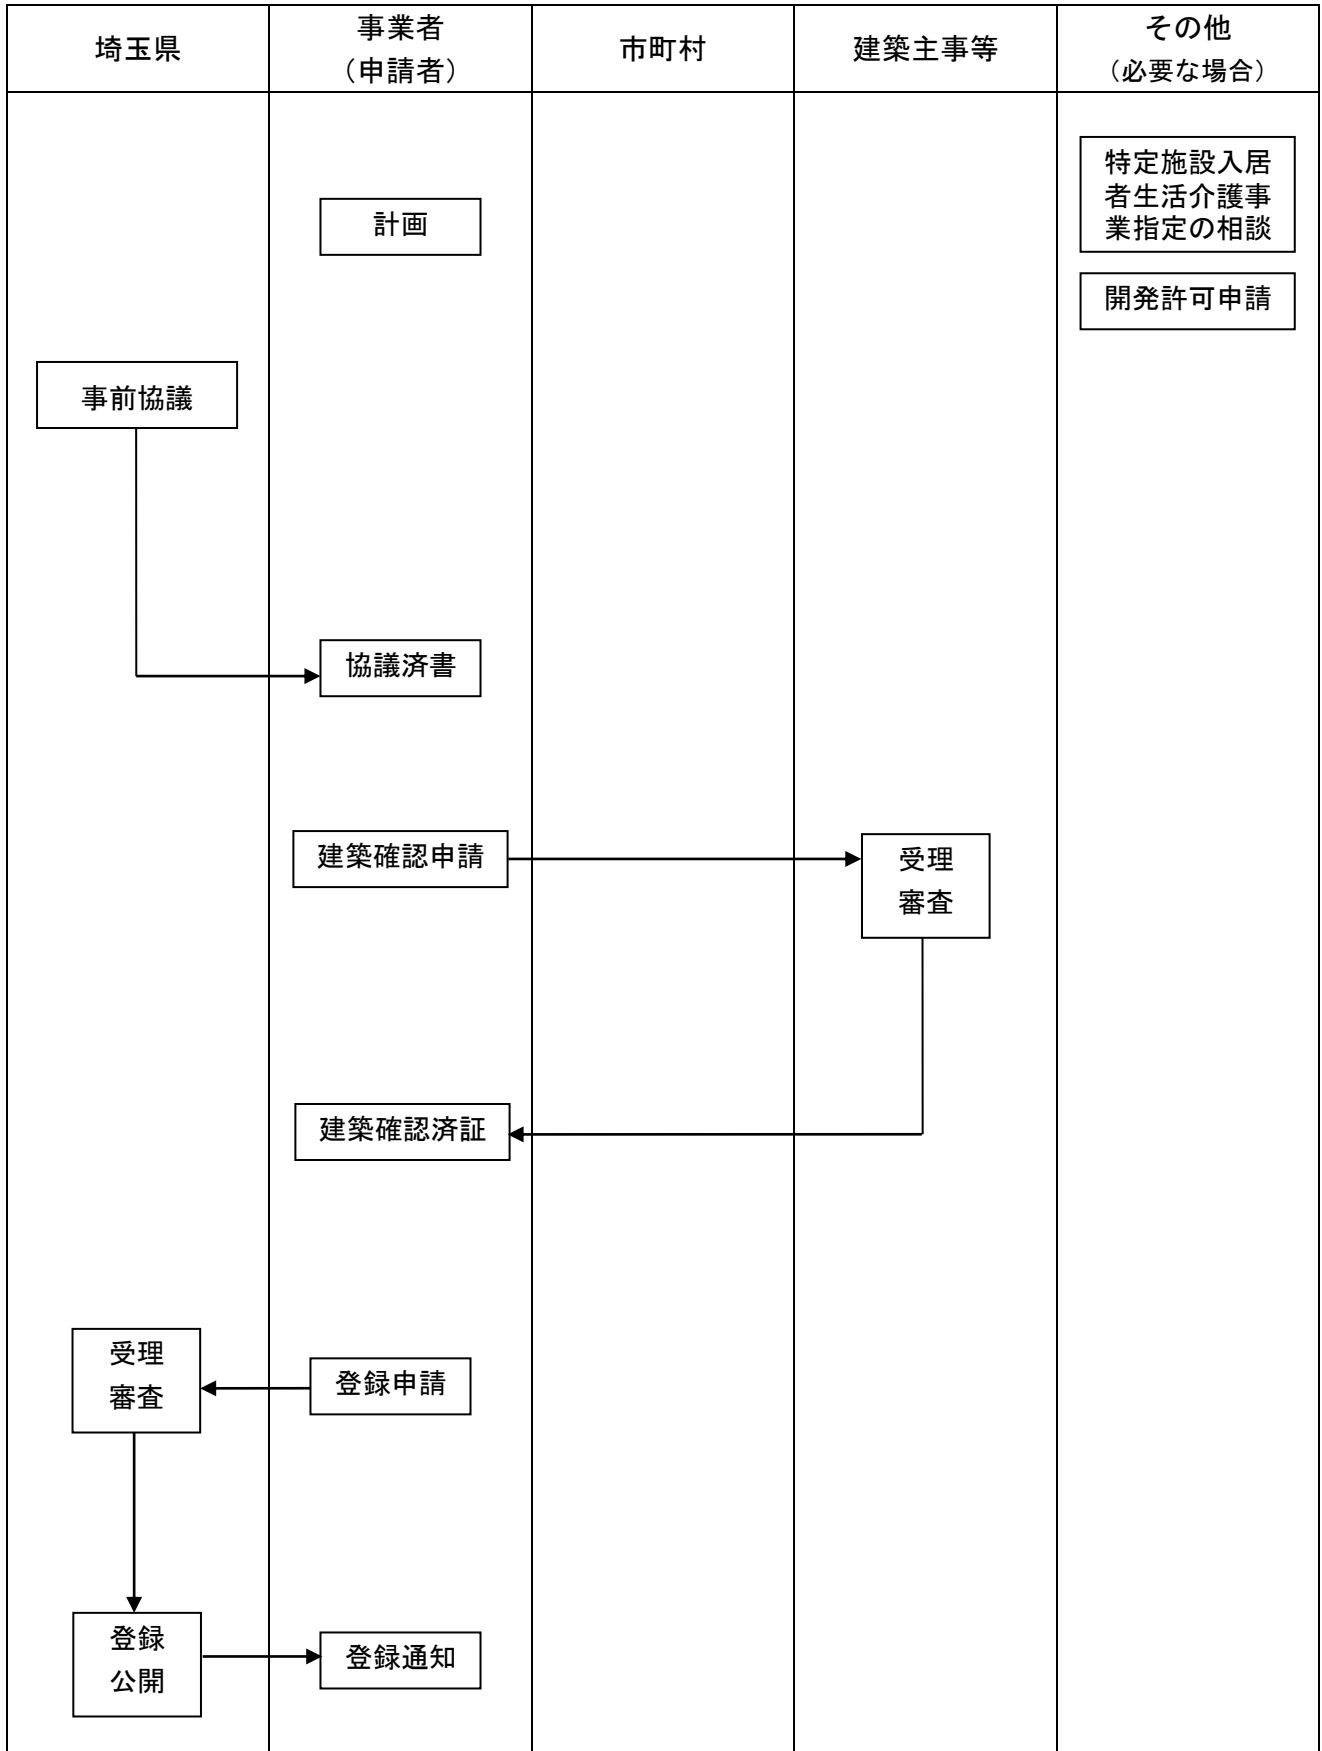 埼玉県
事業者
（申請者）
市町村
建築主事等
その他
（必要な場合）
特定施設入居
者生活介護事
業指定の相談
計画
開発許可申請
事前協議
協議済書
建築確認申請
受理
審査
建築確認済証
受理
審査
登録申請
登録
公開
登録通知